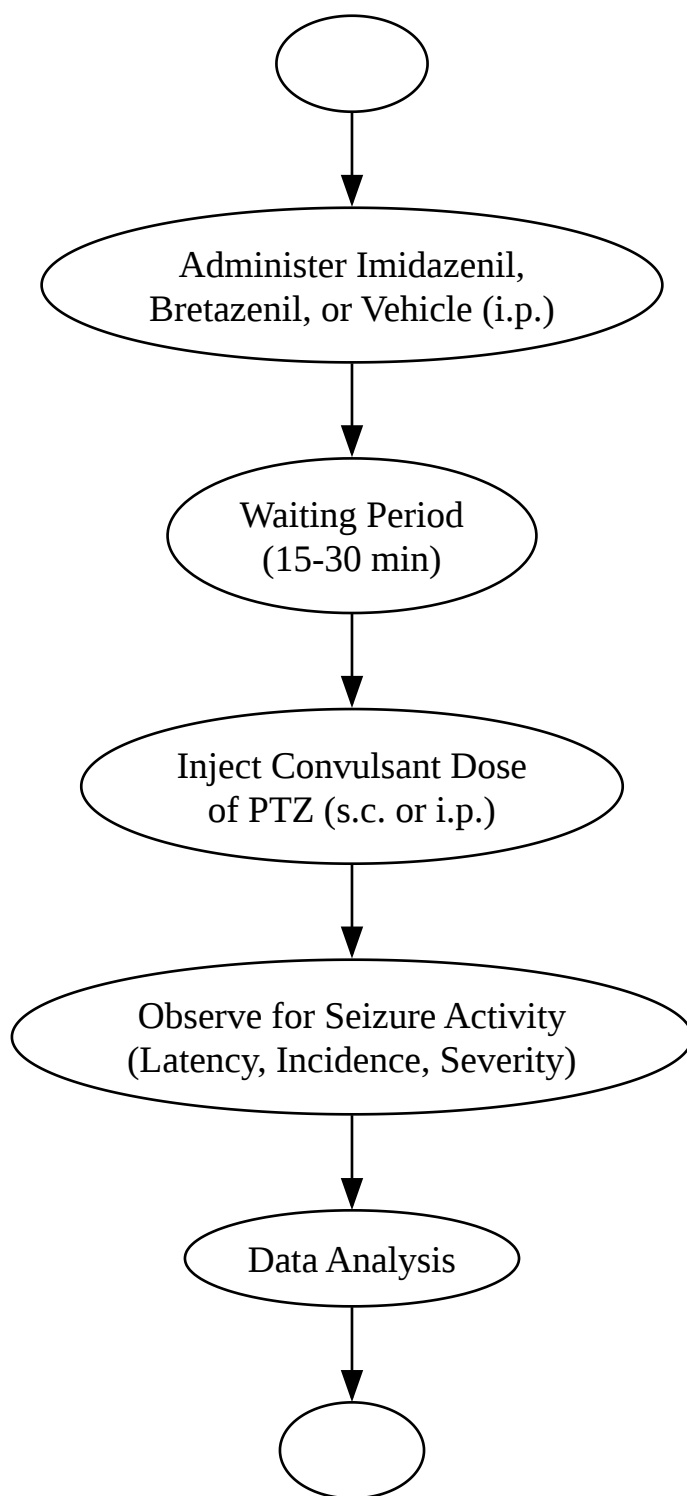 Administer Imidazenil,
Bretazenil, or Vehicle (i.p.)
Waiting Period
(15-30 min)
Inject Convulsant Dose
of PTZ (s.c. or i.p.)
Observe for Seizure Activity
(Latency, Incidence, Severity)
Data Analysis